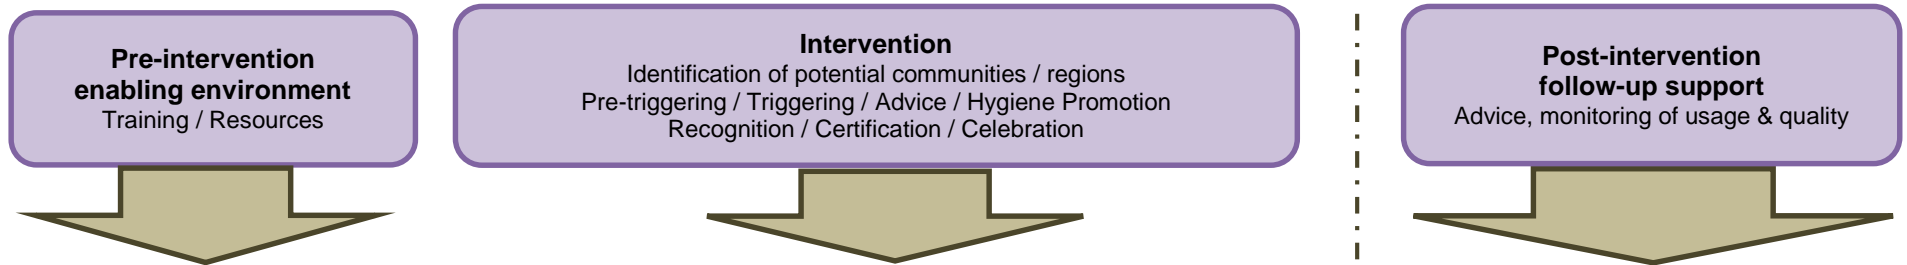 Pre-intervention
enabling environment
Training / Resources
Intervention
Identification of potential communities / regions
Pre-triggering / Triggering / Advice / Hygiene Promotion
Recognition / Certification / Celebration
Post-intervention
follow-up support
Advice, monitoring of usage & quality